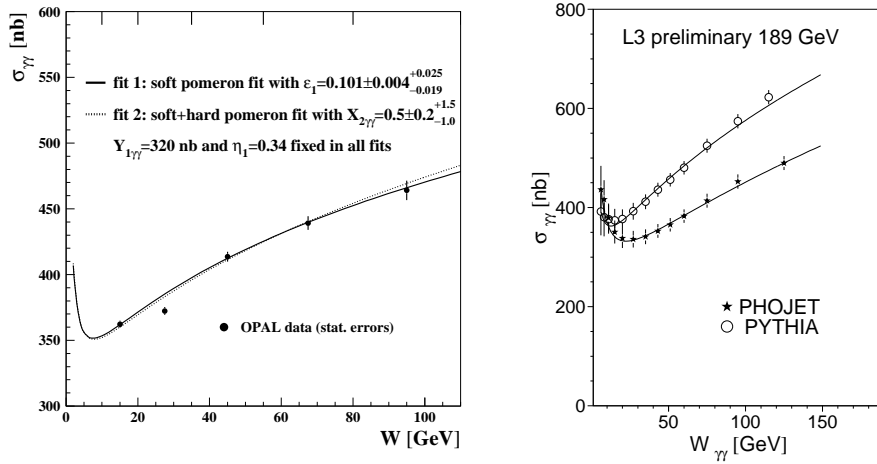 σγγ [nb]
600
550
500
450
400
350
300
fit 1: soft pomeron fit with ε₁=0.101±0.004 +0.025 −0.019
fit 2: soft+hard pomeron fit with X₂γγ=0.5±0.2 +1.5 −1.0
Y₁γγ=320 nb and η₁=0.34 fixed in all fits
OPAL data (stat. errors)
0 20 40 60 80 100
W [GeV]
σγγ [nb]
800
600
400
200
0
L3 preliminary 189 GeV
PHOJET
PYTHIA
50 100 150
Wγγ [GeV]